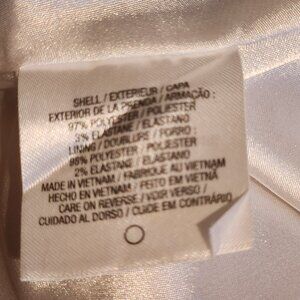 SHELL / EXTERIEUR / CAPA
EXTERIOR DE LA PRENDA / ARMAÇÃO :
97% POLYESTER / POLIESTER
3% ELASTANE / ELASTANO
LINING / DOUBLURE / FORRO :
98% POLYESTER / POLIESTER
2% ELASTANE / ELASTANO
MADE IN VIETNAM / FABRIQUE AU VIETNAM
HECHO EN VIETNAM / FEITO EM VIETNÃ
CARE ON REVERSE / VOIR VERSO /
CUIDADO AL DORSO / CUIDE EM CONTRÁRIO